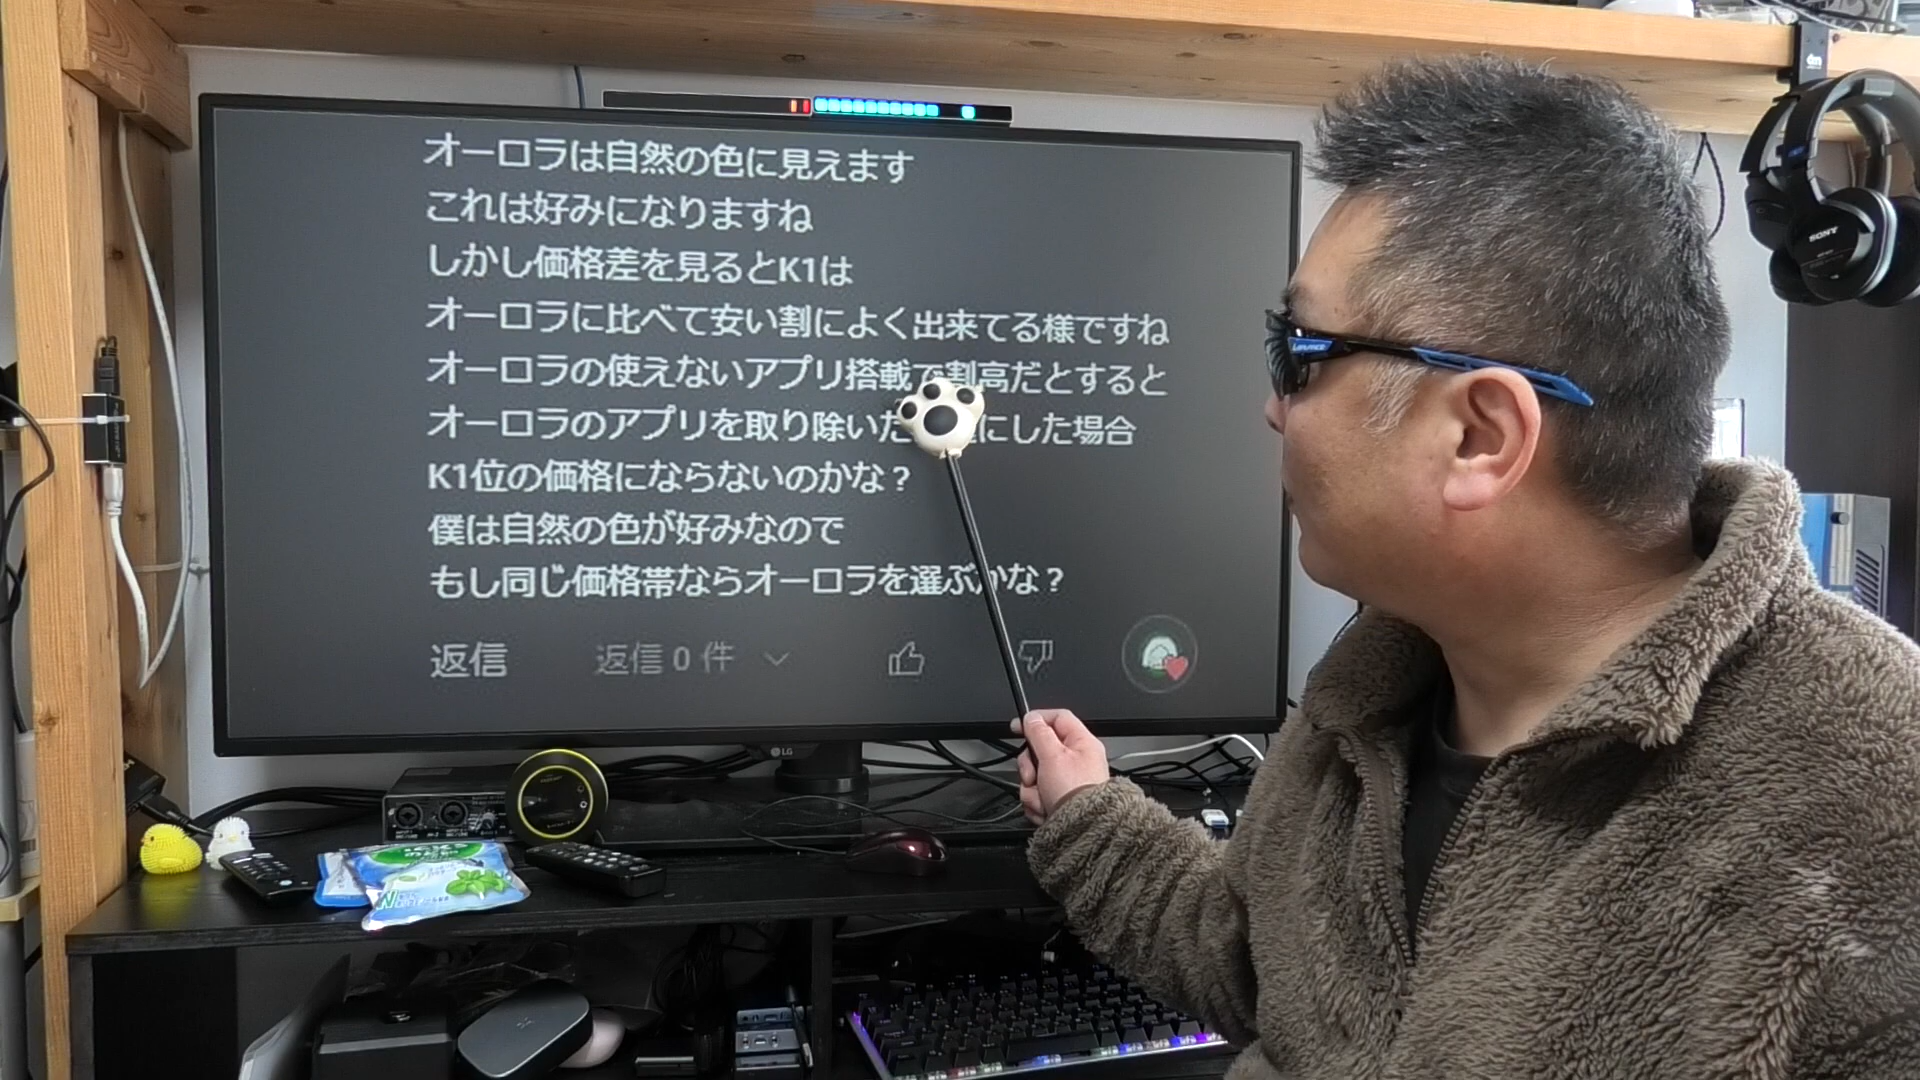 オーロラは自然の色に見えます
これは好みになりますね
しかし価格差を見るとK1は
オーロラに比べて安い割によく出来てる様ですね
オーロラの使えないアプリ搭載で割高だとすると
オーロラのアプリを取り除いた にした場合
K1位の価格にならないのかな？
僕は自然の色が好みなので
もし同じ価格帯ならオーロラを選ぶかな？
返信
返信 0 件
LG
SONY